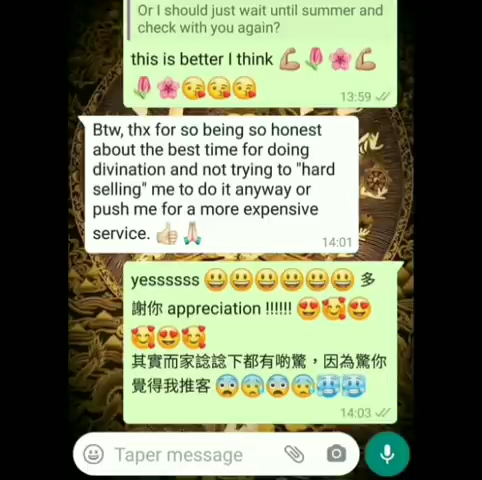 Or I should just wait until summer and
check with you again?
this is better I think 💪🏼🌷🌸💪🏼
🌷🌸😘😘😘
13:59
Btw, thx for so being so honest
about the best time for doing
divination and not trying to "hard
selling" me to do it anyway or
push me for a more expensive
service. 👍🏼🙏🏼
14:01
yessssss 😀😀😀😀😀😀 多
謝你 appreciation !!!!!! 😍🥰😍
🥰😍🥰
其實而家諗諗下都有啲驚，因為驚你
覺得我推客 😨😰😨😰🥶🥶
14:03
Taper message